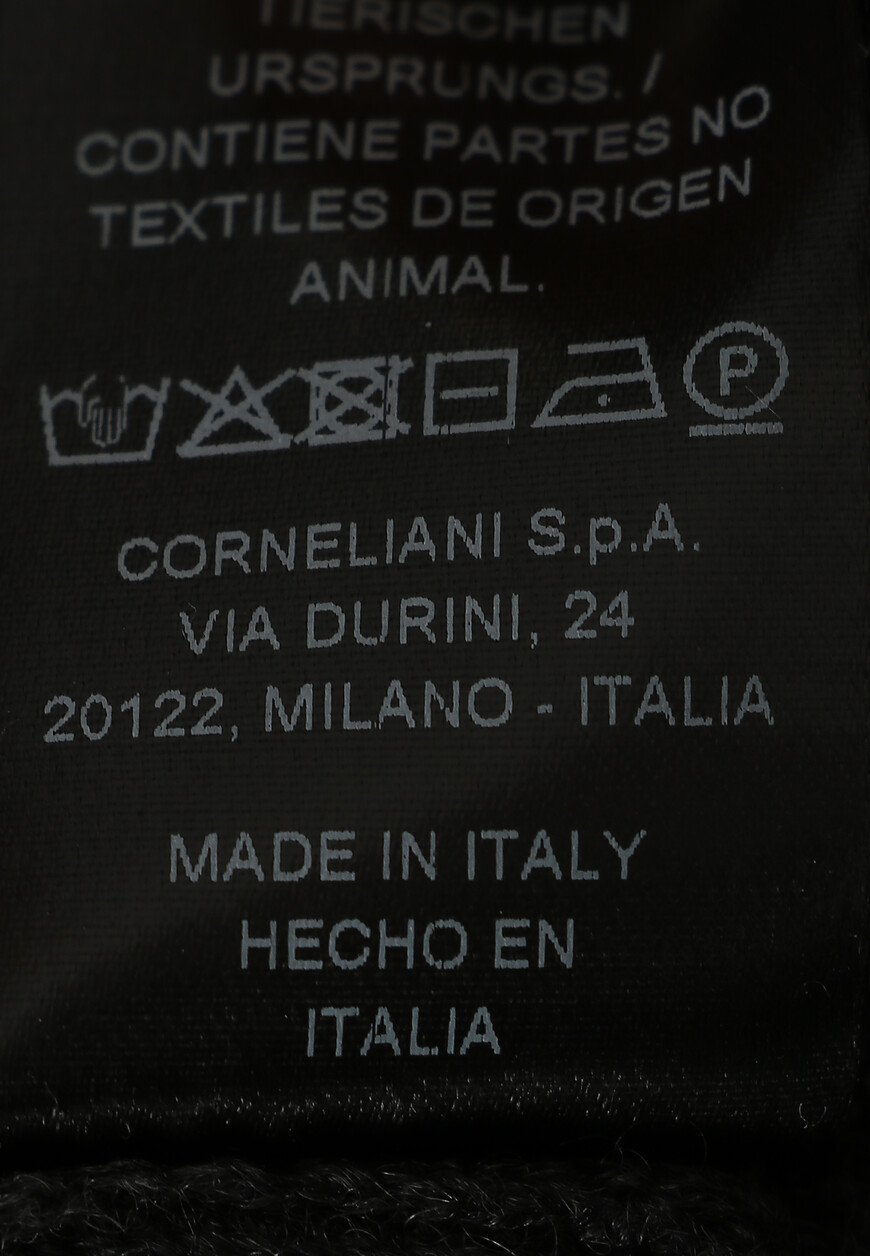 TIERISCHEN
URSPRUNGS. /
CONTIENE PARTES NO
TEXTILES DE ORIGEN
ANIMAL.
P
CORNELIANI S.p.A.
VIA DURINI, 24
20122, MILANO - ITALIA
MADE IN ITALY
HECHO EN
ITALIA